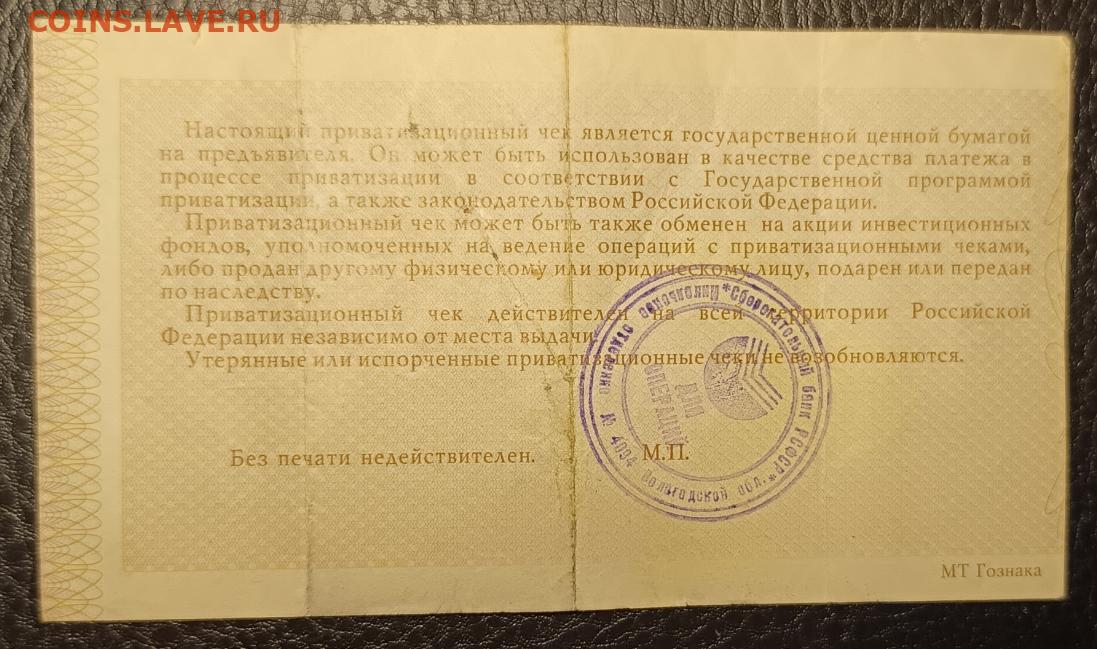 COINS.LAVE.RU
Настоящий приватизационный чек является государственной ценной бумагой
на предъявителя. Он может быть использован в качестве средства платежа в
процессе приватизации в соответствии с Государственной программой
приватизации, а также законодательством Российской Федерации.
Приватизационный чек может быть также обменен на акции инвестиционных
фондов, уполномоченных на ведение операций с приватизационными чеками,
либо продан другому физическому или юридическому лицу, подарен или передан
по наследству.
Приватизационный чек действителен на всей территории Российской
Федерации независимо от места выдачи.
Утерянные или испорченные приватизационные чеки не возобновляются.
Без печати недействителен.
М.П.
*Сберегательный банк РСФСР*
отделение № 4094 Вологодской обл.
ДЛЯ
ОПЕРАЦИЙ
МТ Гознака